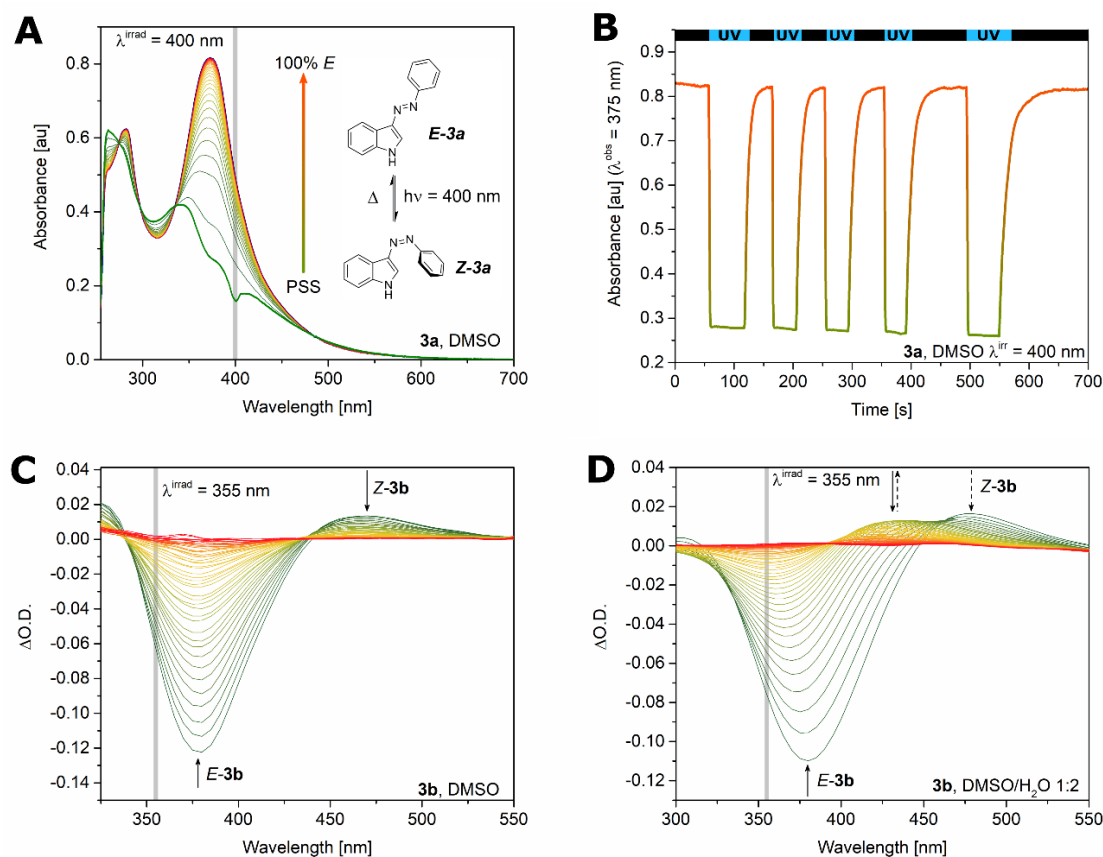 A
λ^irrad = 400 nm
100% E
E-3a
N=N
N
H
Δ
hν = 400 nm
N=N
N
H
Z-3a
PSS
3a, DMSO
0.8
0.6
0.4
0.2
0.0
Absorbance [au]
300 400 500 600 700
Wavelength [nm]
B
UV UV UV UV UV
0.9
0.8
0.7
0.6
0.5
0.4
0.3
0.2
Absorbance [au] (λ^obs = 375 nm)
3a, DMSO λ^irr = 400 nm
0 100 200 300 400 500 600 700
Time [s]
C
λ^irrad = 355 nm
Z-3b
E-3b
3b, DMSO
0.04
0.02
0.00
-0.02
-0.04
-0.06
-0.08
-0.10
-0.12
-0.14
ΔO.D.
350 400 450 500 550
Wavelength [nm]
D
λ^irrad = 355 nm
Z-3b
E-3b
3b, DMSO/H₂O 1:2
0.04
0.02
0.00
-0.02
-0.04
-0.06
-0.08
-0.10
-0.12
ΔO.D.
300 350 400 450 500 550
Wavelength [nm]